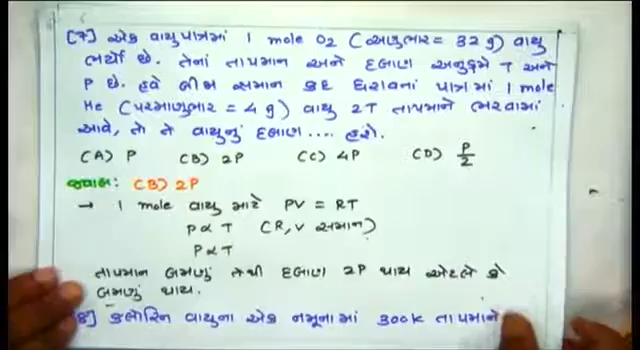 [7] એક વાયુપાત્રમાં 1 mole O2 (અણુભાર = 32 g) વાયુ
ભર્યો છે. તેનાં તાપમાન અને દબાણ અનુક્રમે T અને
P છે. હવે બીજા સમાન કદ ધરાવતાં પાત્રમાં 1 mole
He (પરમાણુભાર = 4 g) વાયુ 2T તાપમાને ભરવામાં
આવે, તો તે વાયુનું દબાણ .... હશે.
(A) P (B) 2P (C) 4P (D) P/2
જવાબ: (B) 2P
→ 1 mole વાયુ માટે PV = RT
P ∝ T (R, V સમાન)
P ∝ T
તાપમાન બમણું તેથી દબાણ 2P થાય એટલે કે
બમણું થાય.
8] ક્લોરિન વાયુના એક નમૂનામાં 300K તાપમાને